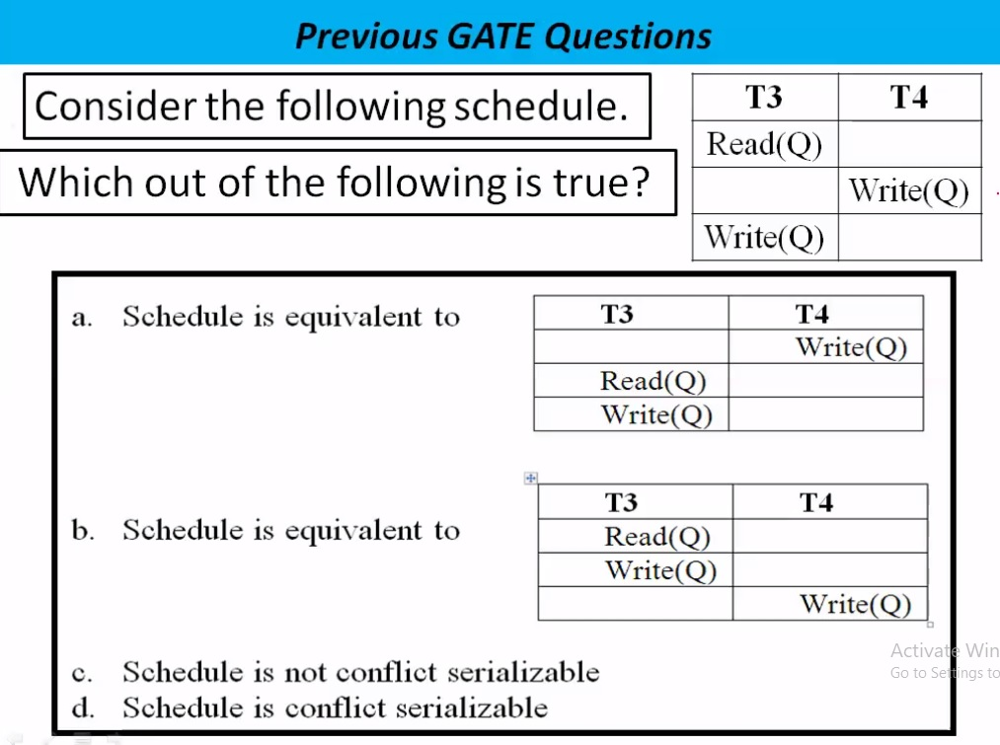 Previous GATE Questions
Consider the following schedule.
Which out of the following is true?
T3 T4
Read(Q)
Write(Q)
Write(Q)
a. Schedule is equivalent to
T3 T4
Write(Q)
Read(Q)
Write(Q)
b. Schedule is equivalent to
T3 T4
Read(Q)
Write(Q)
Write(Q)
c. Schedule is not conflict serializable
d. Schedule is conflict serializable
Activate Win
Go to Settings to